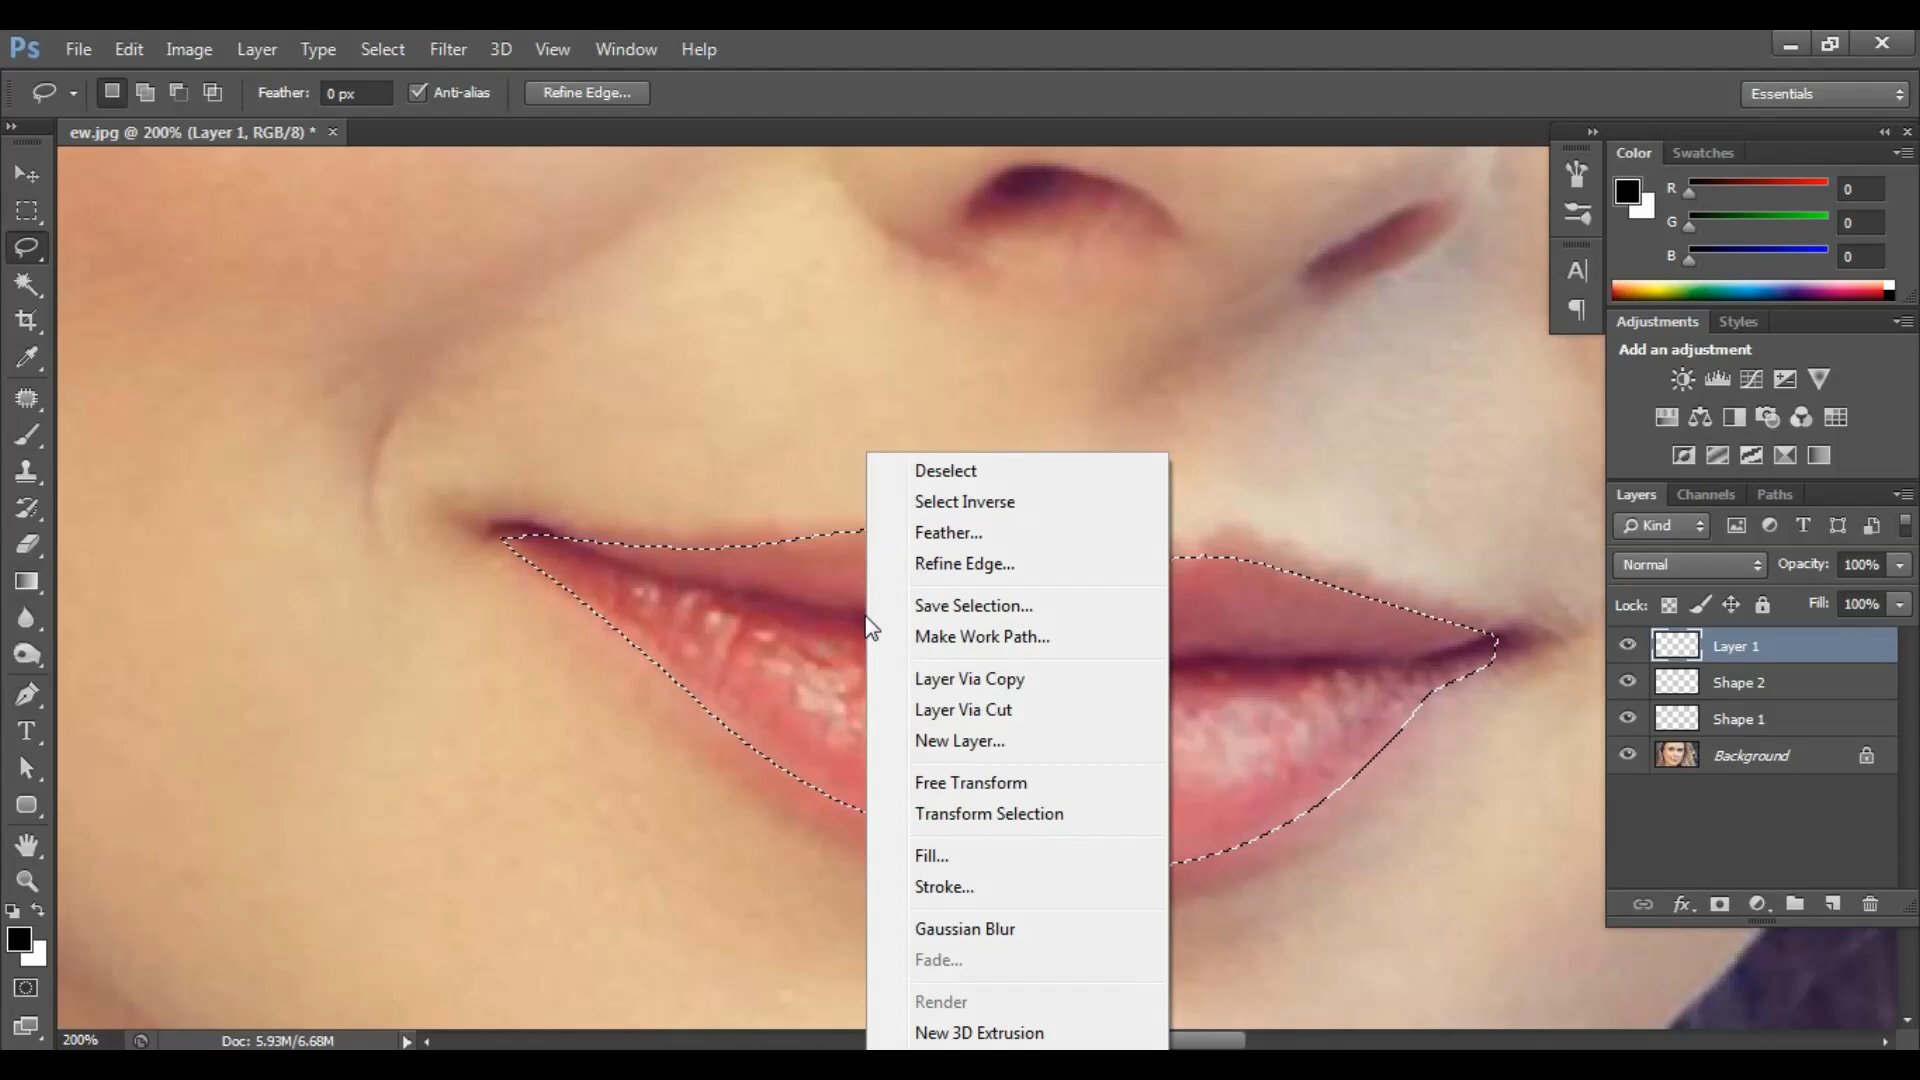 Ps File Edit Image Layer Type Select Filter 3D View Window Help
Feather: 0 px Anti-alias Refine Edge... Essentials
ew.jpg @ 200% (Layer 1, RGB/8) * ×
Color Swatches
R 0
G 0
B 0
A|
¶
Adjustments Styles
Add an adjustment
Layers Channels Paths
Kind
Normal Opacity: 100%
Lock: Fill: 100%
Layer 1
Shape 2
Shape 1
Background
fx
Deselect
Select Inverse
Feather...
Refine Edge...
Save Selection...
Make Work Path...
Layer Via Copy
Layer Via Cut
New Layer...
Free Transform
Transform Selection
Fill...
Stroke...
Gaussian Blur
Fade...
Render
New 3D Extrusion
200% Doc: 5.93M/6.68M